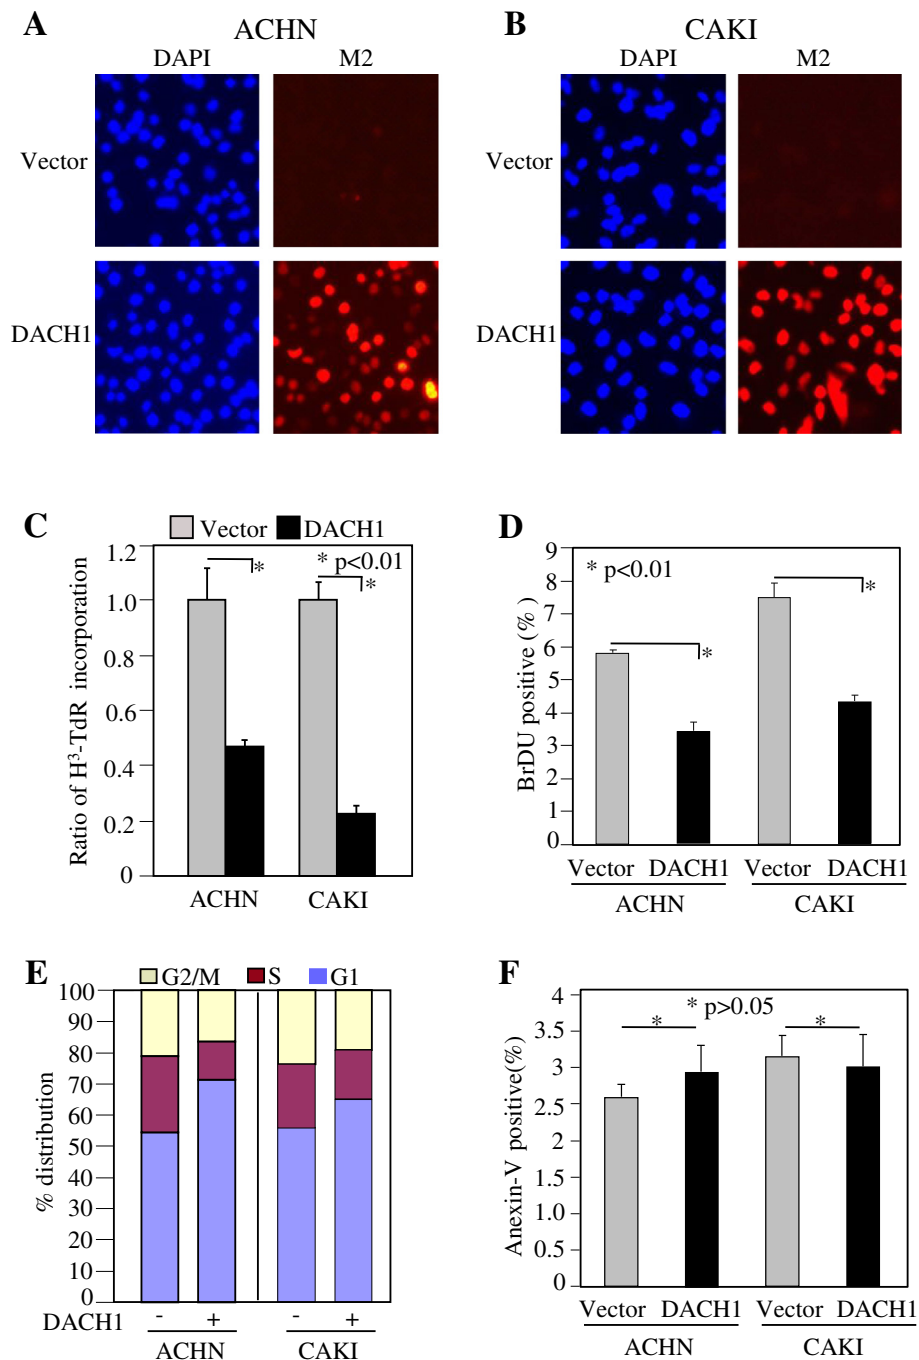 A
ACHN
DAPI M2
Vector
DACH1
B
CAKI
DAPI M2
Vector
DACH1
C
Vector DACH1
* p<0.01
* *
Ratio of H³-TdR incorporation
1.2
1.0
0.8
0.6
0.4
0.2
0
ACHN CAKI
D
* p<0.01
*
*
BrDU positive (%)
9
8
7
6
5
4
3
2
1
0
Vector DACH1 Vector DACH1
ACHN CAKI
E
G2/M S G1
% distribution
100
90
80
70
60
50
40
30
20
10
0
DACH1 - + - +
ACHN CAKI
F
* p>0.05
* *
Anexin-V positive(%)
4
3.5
3
2.5
2
1.5
1.0
0.5
0
Vector DACH1 Vector DACH1
ACHN CAKI